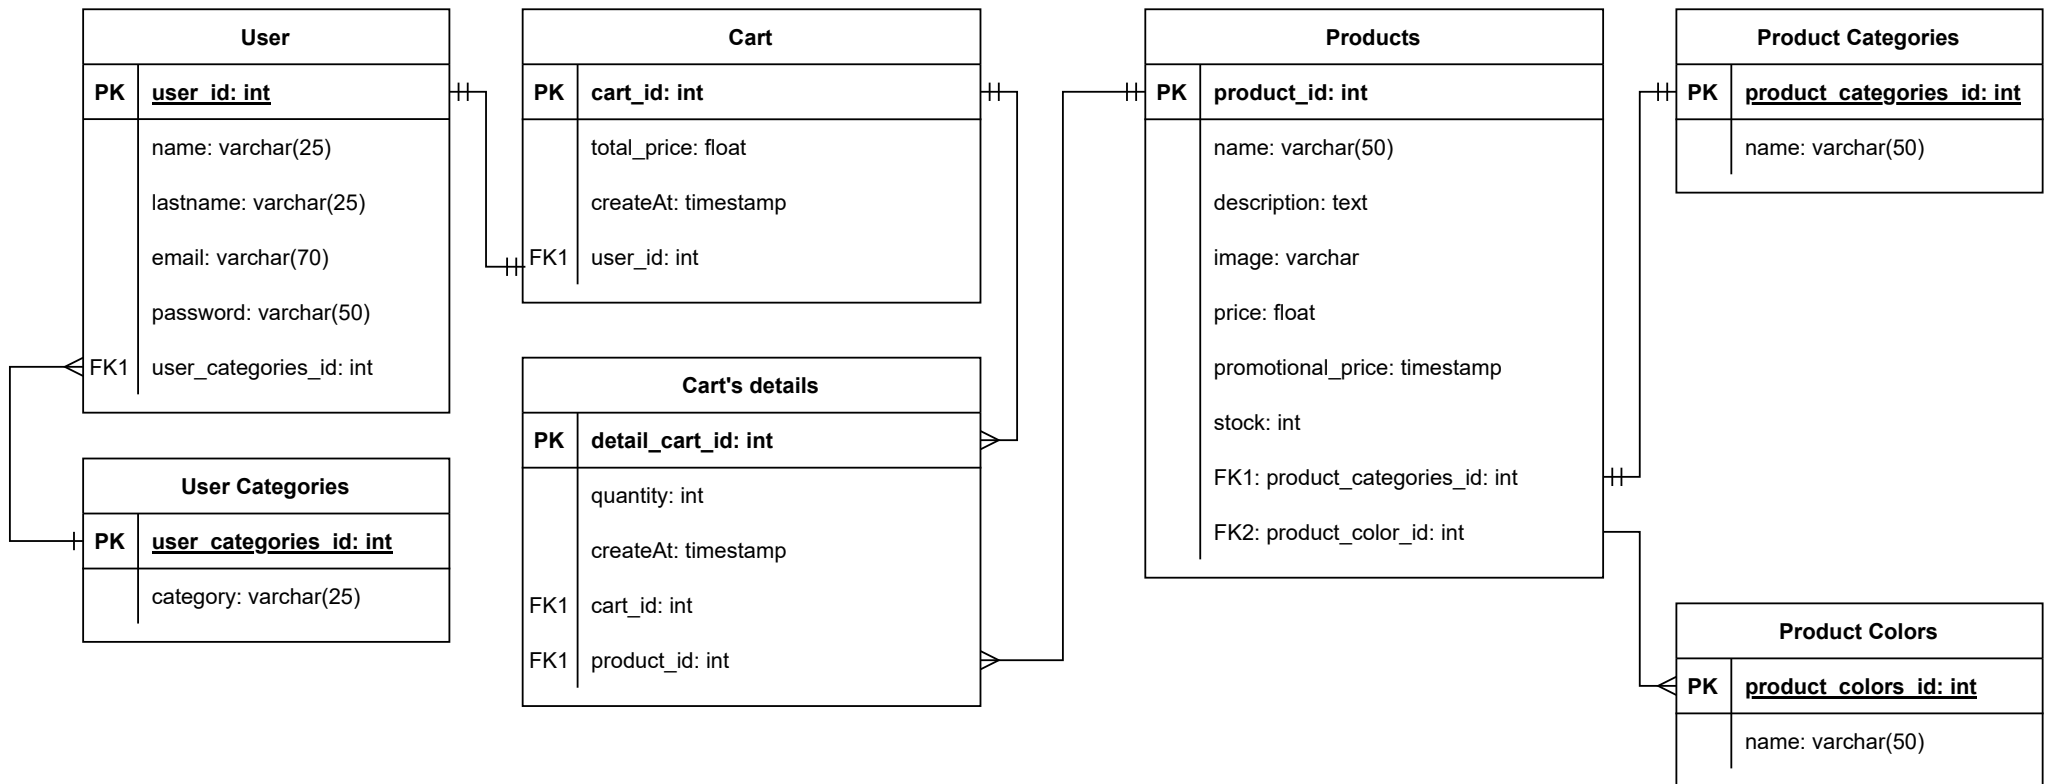 User
PK user_id: int
name: varchar(25)
lastname: varchar(25)
email: varchar(70)
password: varchar(50)
FK1 user_categories_id: int
User Categories
PK user_categories_id: int
category: varchar(25)
Cart
PK cart_id: int
total_price: float
createAt: timestamp
FK1 user_id: int
Cart's details
PK detail_cart_id: int
quantity: int
createAt: timestamp
FK1 cart_id: int
FK1 product_id: int
Products
PK product_id: int
name: varchar(50)
description: text
image: varchar
price: float
promotional_price: timestamp
stock: int
FK1: product_categories_id: int
FK2: product_color_id: int
Product Categories
PK product_categories_id: int
name: varchar(50)
Product Colors
PK product_colors_id: int
name: varchar(50)